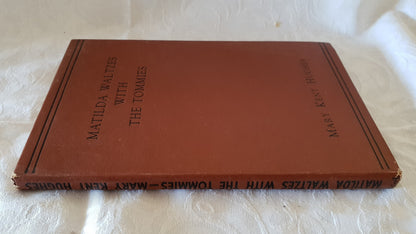 MATILDA WALTZES
WITH
THE TOMMIES
MARY KENT HUGHES
MATILDA WALTZES WITH THE TOMMIES — MARY KENT HUGHES